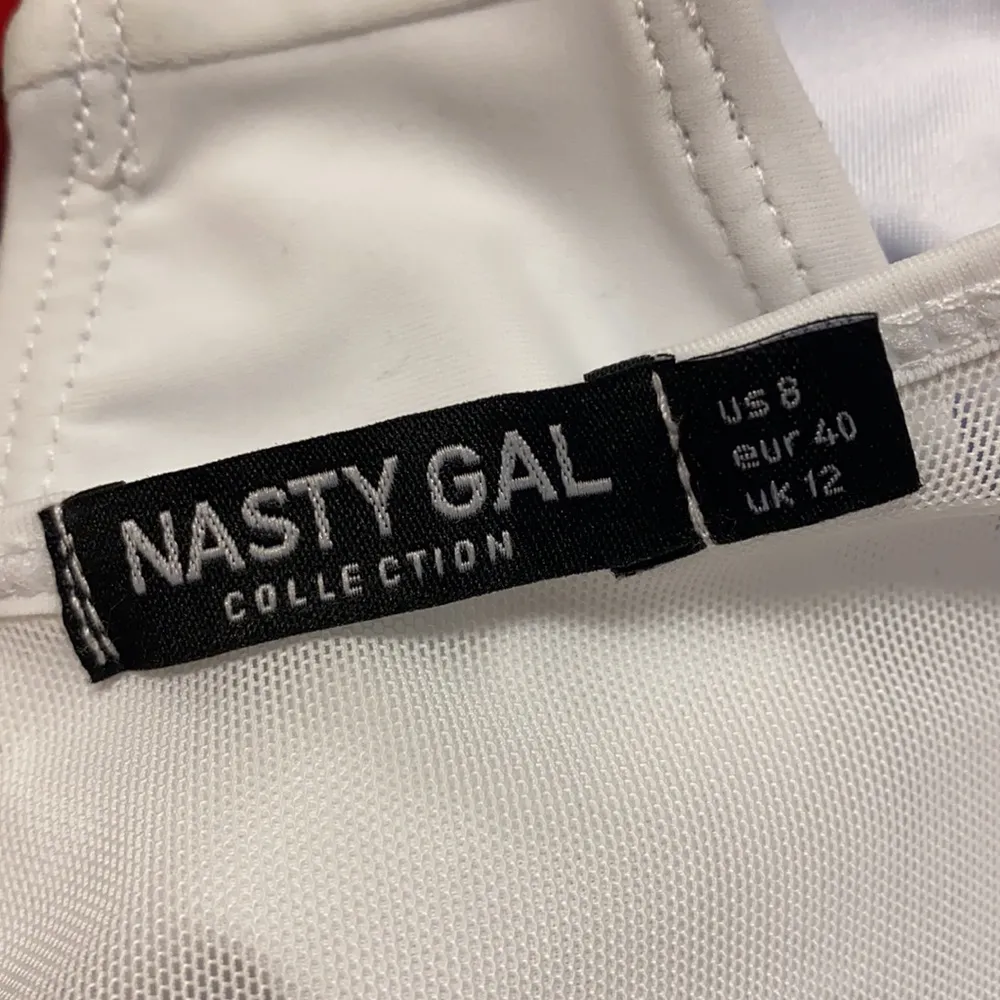 NASTY GAL
COLLECTION
US 8
eur 40
uk 12